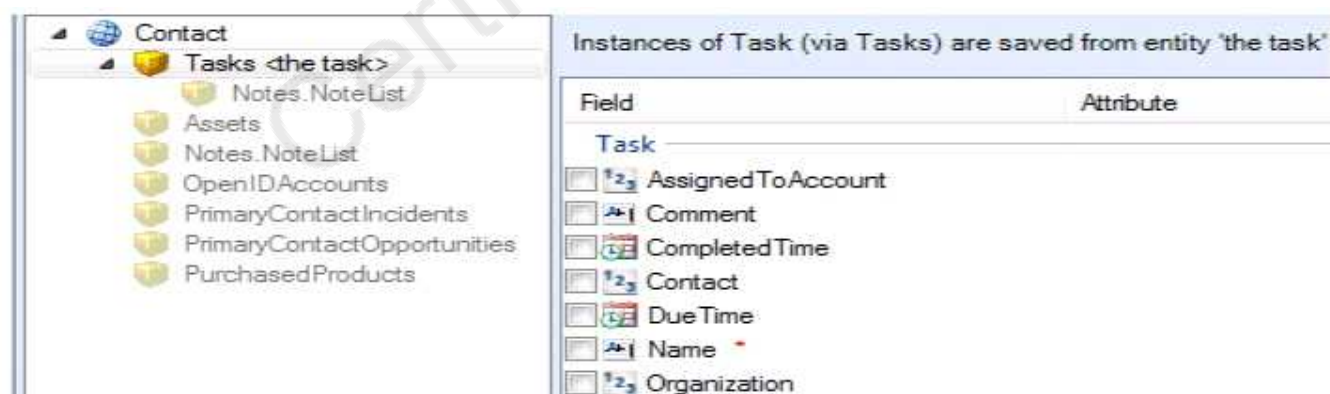 Contact
Tasks <the task>
Notes.NoteList
Assets
Notes.NoteList
OpenIDAccounts
PrimaryContactIncidents
PrimaryContactOpportunities
PurchasedProducts
Instances of Task (via Tasks) are saved from entity 'the task'
Field Attribute
Task
AssignedToAccount
Comment
CompletedTime
Contact
DueTime
Name *
Organization